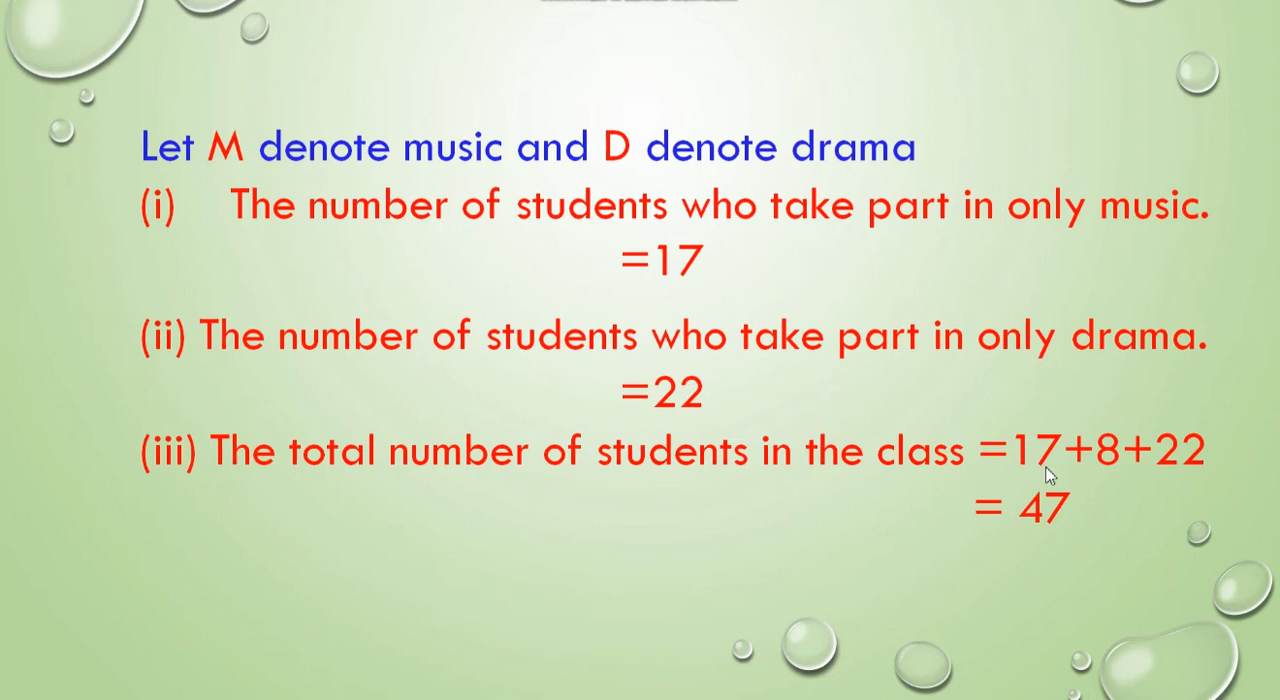 Let M denote music and D denote drama
(i) The number of students who take part in only music.
=17
(ii) The number of students who take part in only drama.
=22
(iii) The total number of students in the class =17+8+22
= 47